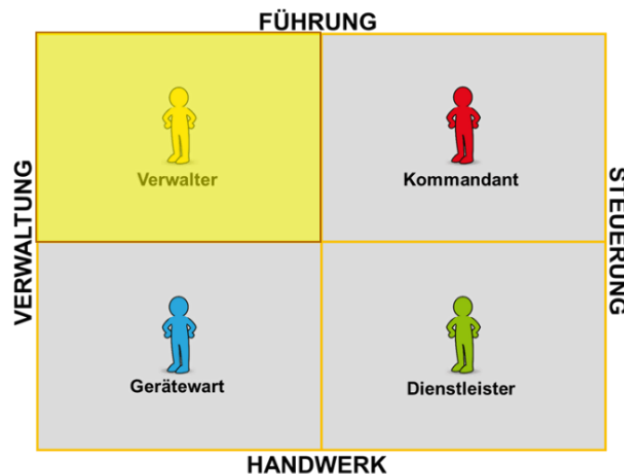 FÜHRUNG
VERWALTUNG
STEUERUNG
Verwalter
Kommandant
Gerätewart
Dienstleister
HANDWERK